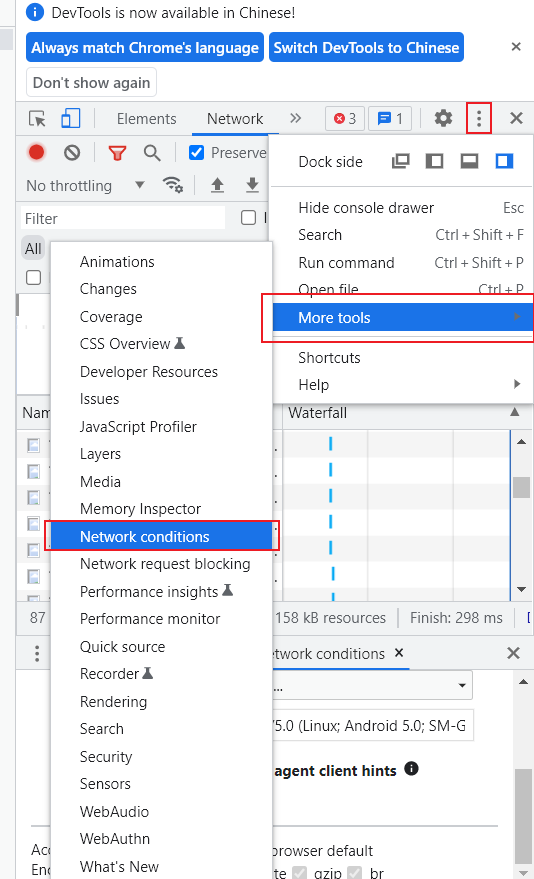 DevTools is now available in Chinese!
Always match Chrome's language
Switch DevTools to Chinese
Don't show again
Elements
Network
3
1
Preserve
Dock side
No throttling
Hide console drawer Esc
Search Ctrl + Shift + F
Run command Ctrl + Shift + P
Open file Ctrl + P
More tools
Shortcuts
Help
Filter
All
Animations
Changes
Coverage
CSS Overview
Developer Resources
Issues
JavaScript Profiler
Layers
Media
Memory Inspector
Network conditions
Network request blocking
Performance insights
Performance monitor
Quick source
Recorder
Rendering
Search
Security
Sensors
WebAudio
WebAuthn
What's New
Nam
Waterfall
87
158 kB resources
Finish: 298 ms
etwork conditions
...
/5.0 (Linux; Android 5.0; SM-G
agent client hints
Acc
browser default
Enc
te gzip br